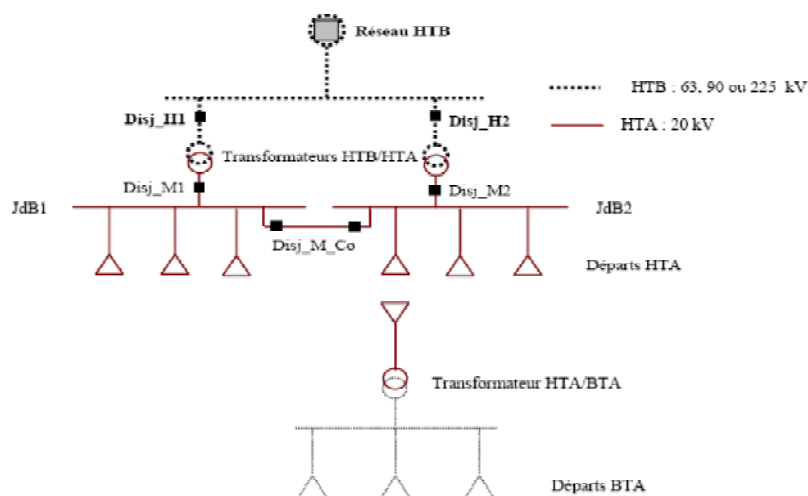 Réseau HTB
HTB : 63, 90 ou 225 kV
Disj_H1
Disj_H2
HTA : 20 kV
Transformateurs HTB/HTA
Disj_M1
Disj_M2
JdB1
JdB2
Disj_M_Co
Départs HTA
Transformateur HTA/BTA
Départs BTA